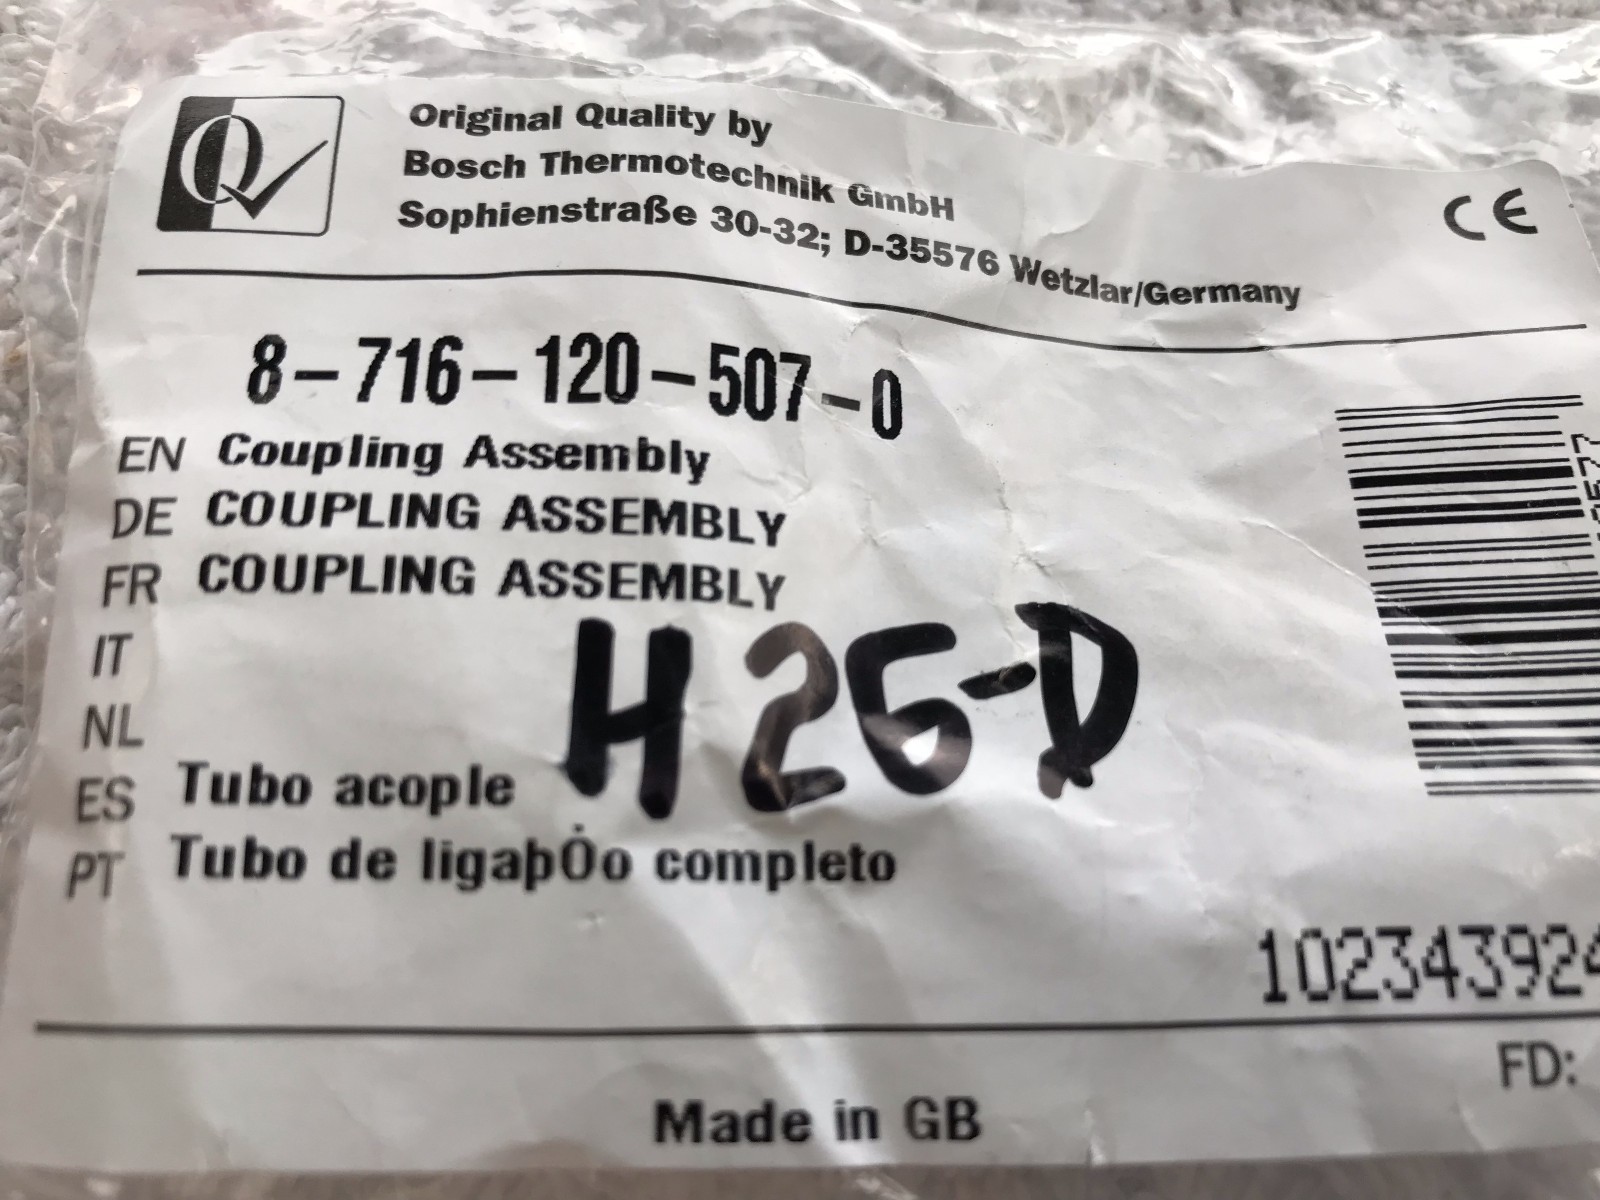 Original Quality by
Bosch Thermotechnik GmbH
Sophienstraße 30-32; D-35576 Wetzlar/Germany
CE
8-716-120-507-0
EN Coupling Assembly
DE COUPLING ASSEMBLY
FR COUPLING ASSEMBLY
IT
NL
H25-D
ES Tubo acople
PT Tubo de ligaþÒo completo
102343924
FD:
Made in GB